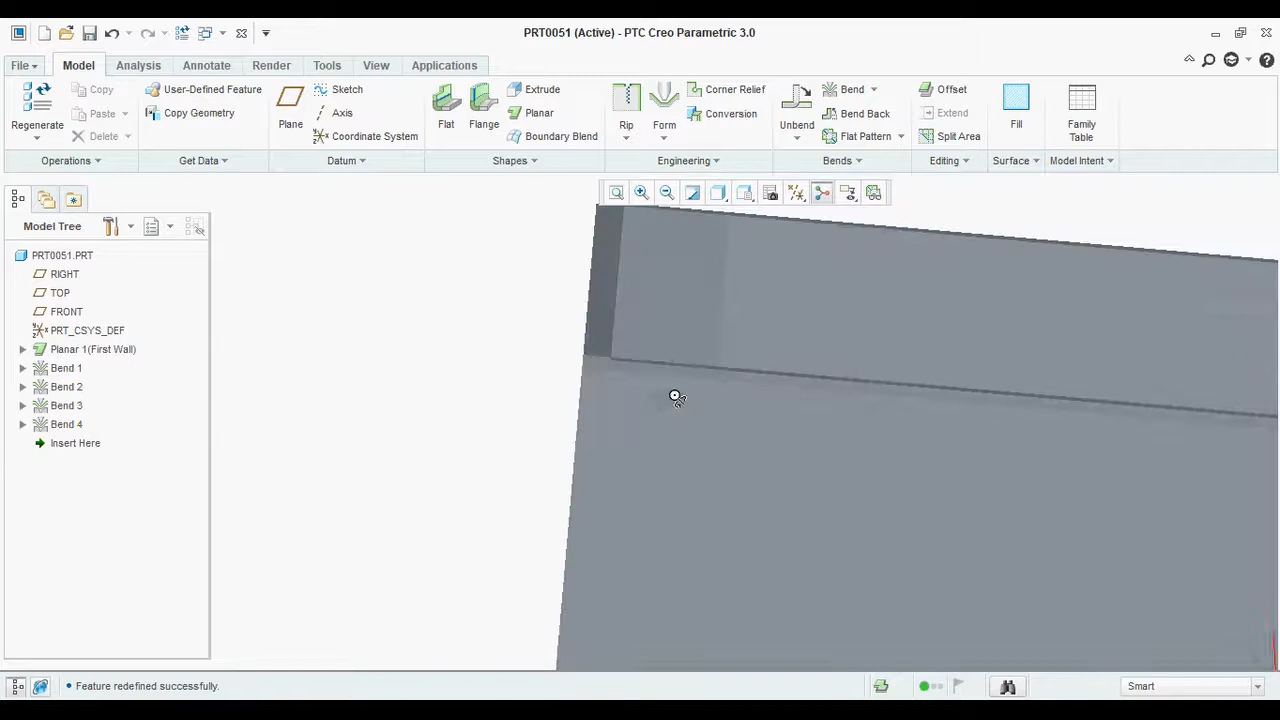 PRT0051 (Active) - PTC Creo Parametric 3.0
File Model Analysis Annotate Render Tools View Applications
Regenerate
Copy
Paste
Delete
Operations
User-Defined Feature
Copy Geometry
Get Data
Plane
Sketch
Axis
Coordinate System
Datum
Flat
Flange
Extrude
Planar
Boundary Blend
Shapes
Rip
Form
Corner Relief
Conversion
Engineering
Unbend
Bend
Bend Back
Flat Pattern
Bends
Offset
Extend
Split Area
Editing
Fill
Surface
Family
Table
Model Intent
Model Tree
PRT0051.PRT
RIGHT
TOP
FRONT
PRT_CSYS_DEF
Planar 1(First Wall)
Bend 1
Bend 2
Bend 3
Bend 4
Insert Here
• Feature redefined successfully.
Smart